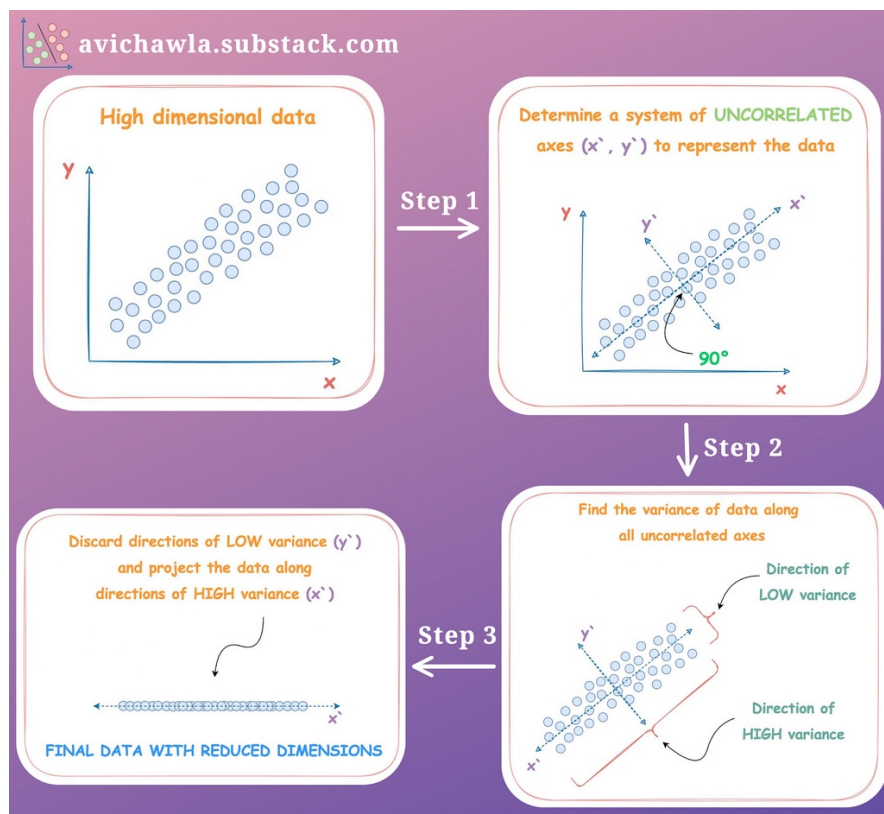 avichawla.substack.com
High dimensional data
y
x
Step 1
Determine a system of UNCORRELATED
axes (x`, y`) to represent the data
y
y`
x`
90°
x
Step 2
Find the variance of data along
all uncorrelated axes
Direction of
LOW variance
y`
x`
Direction of
HIGH variance
Step 3
Discard directions of LOW variance (y`)
and project the data along
directions of HIGH variance (x`)
x`
FINAL DATA WITH REDUCED DIMENSIONS